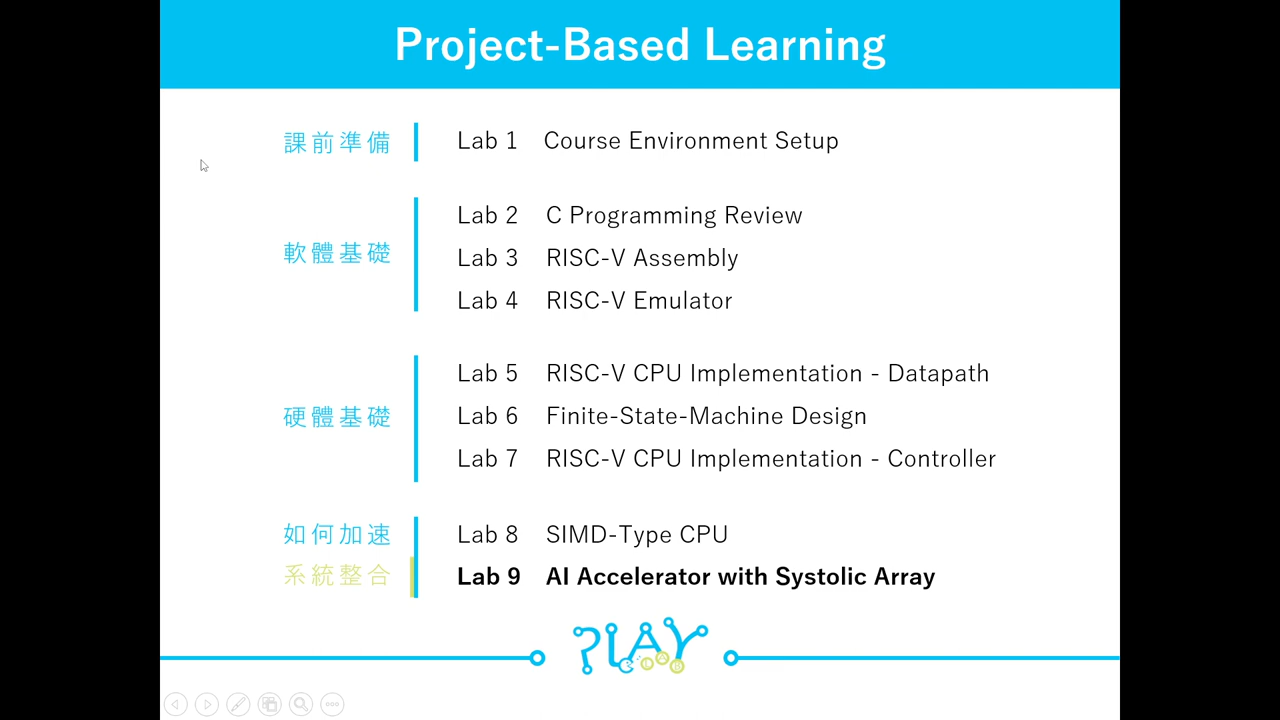 Project-Based Learning
課前準備
Lab 1 Course Environment Setup
軟體基礎
Lab 2 C Programming Review
Lab 3 RISC-V Assembly
Lab 4 RISC-V Emulator
硬體基礎
Lab 5 RISC-V CPU Implementation - Datapath
Lab 6 Finite-State-Machine Design
Lab 7 RISC-V CPU Implementation - Controller
如何加速
Lab 8 SIMD-Type CPU
系統整合
Lab 9 AI Accelerator with Systolic Array
PLAY
LAB